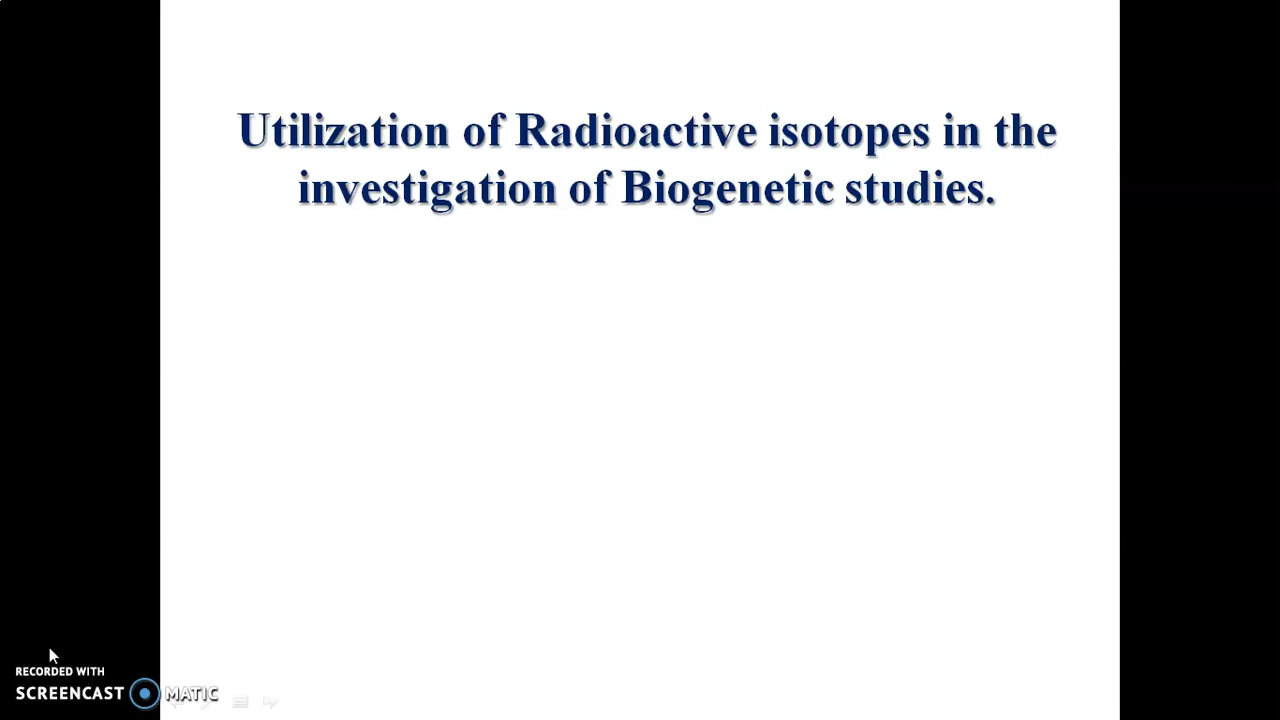 Utilization of Radioactive isotopes in the
investigation of Biogenetic studies.
RECORDED WITH
SCREENCAST MATIC